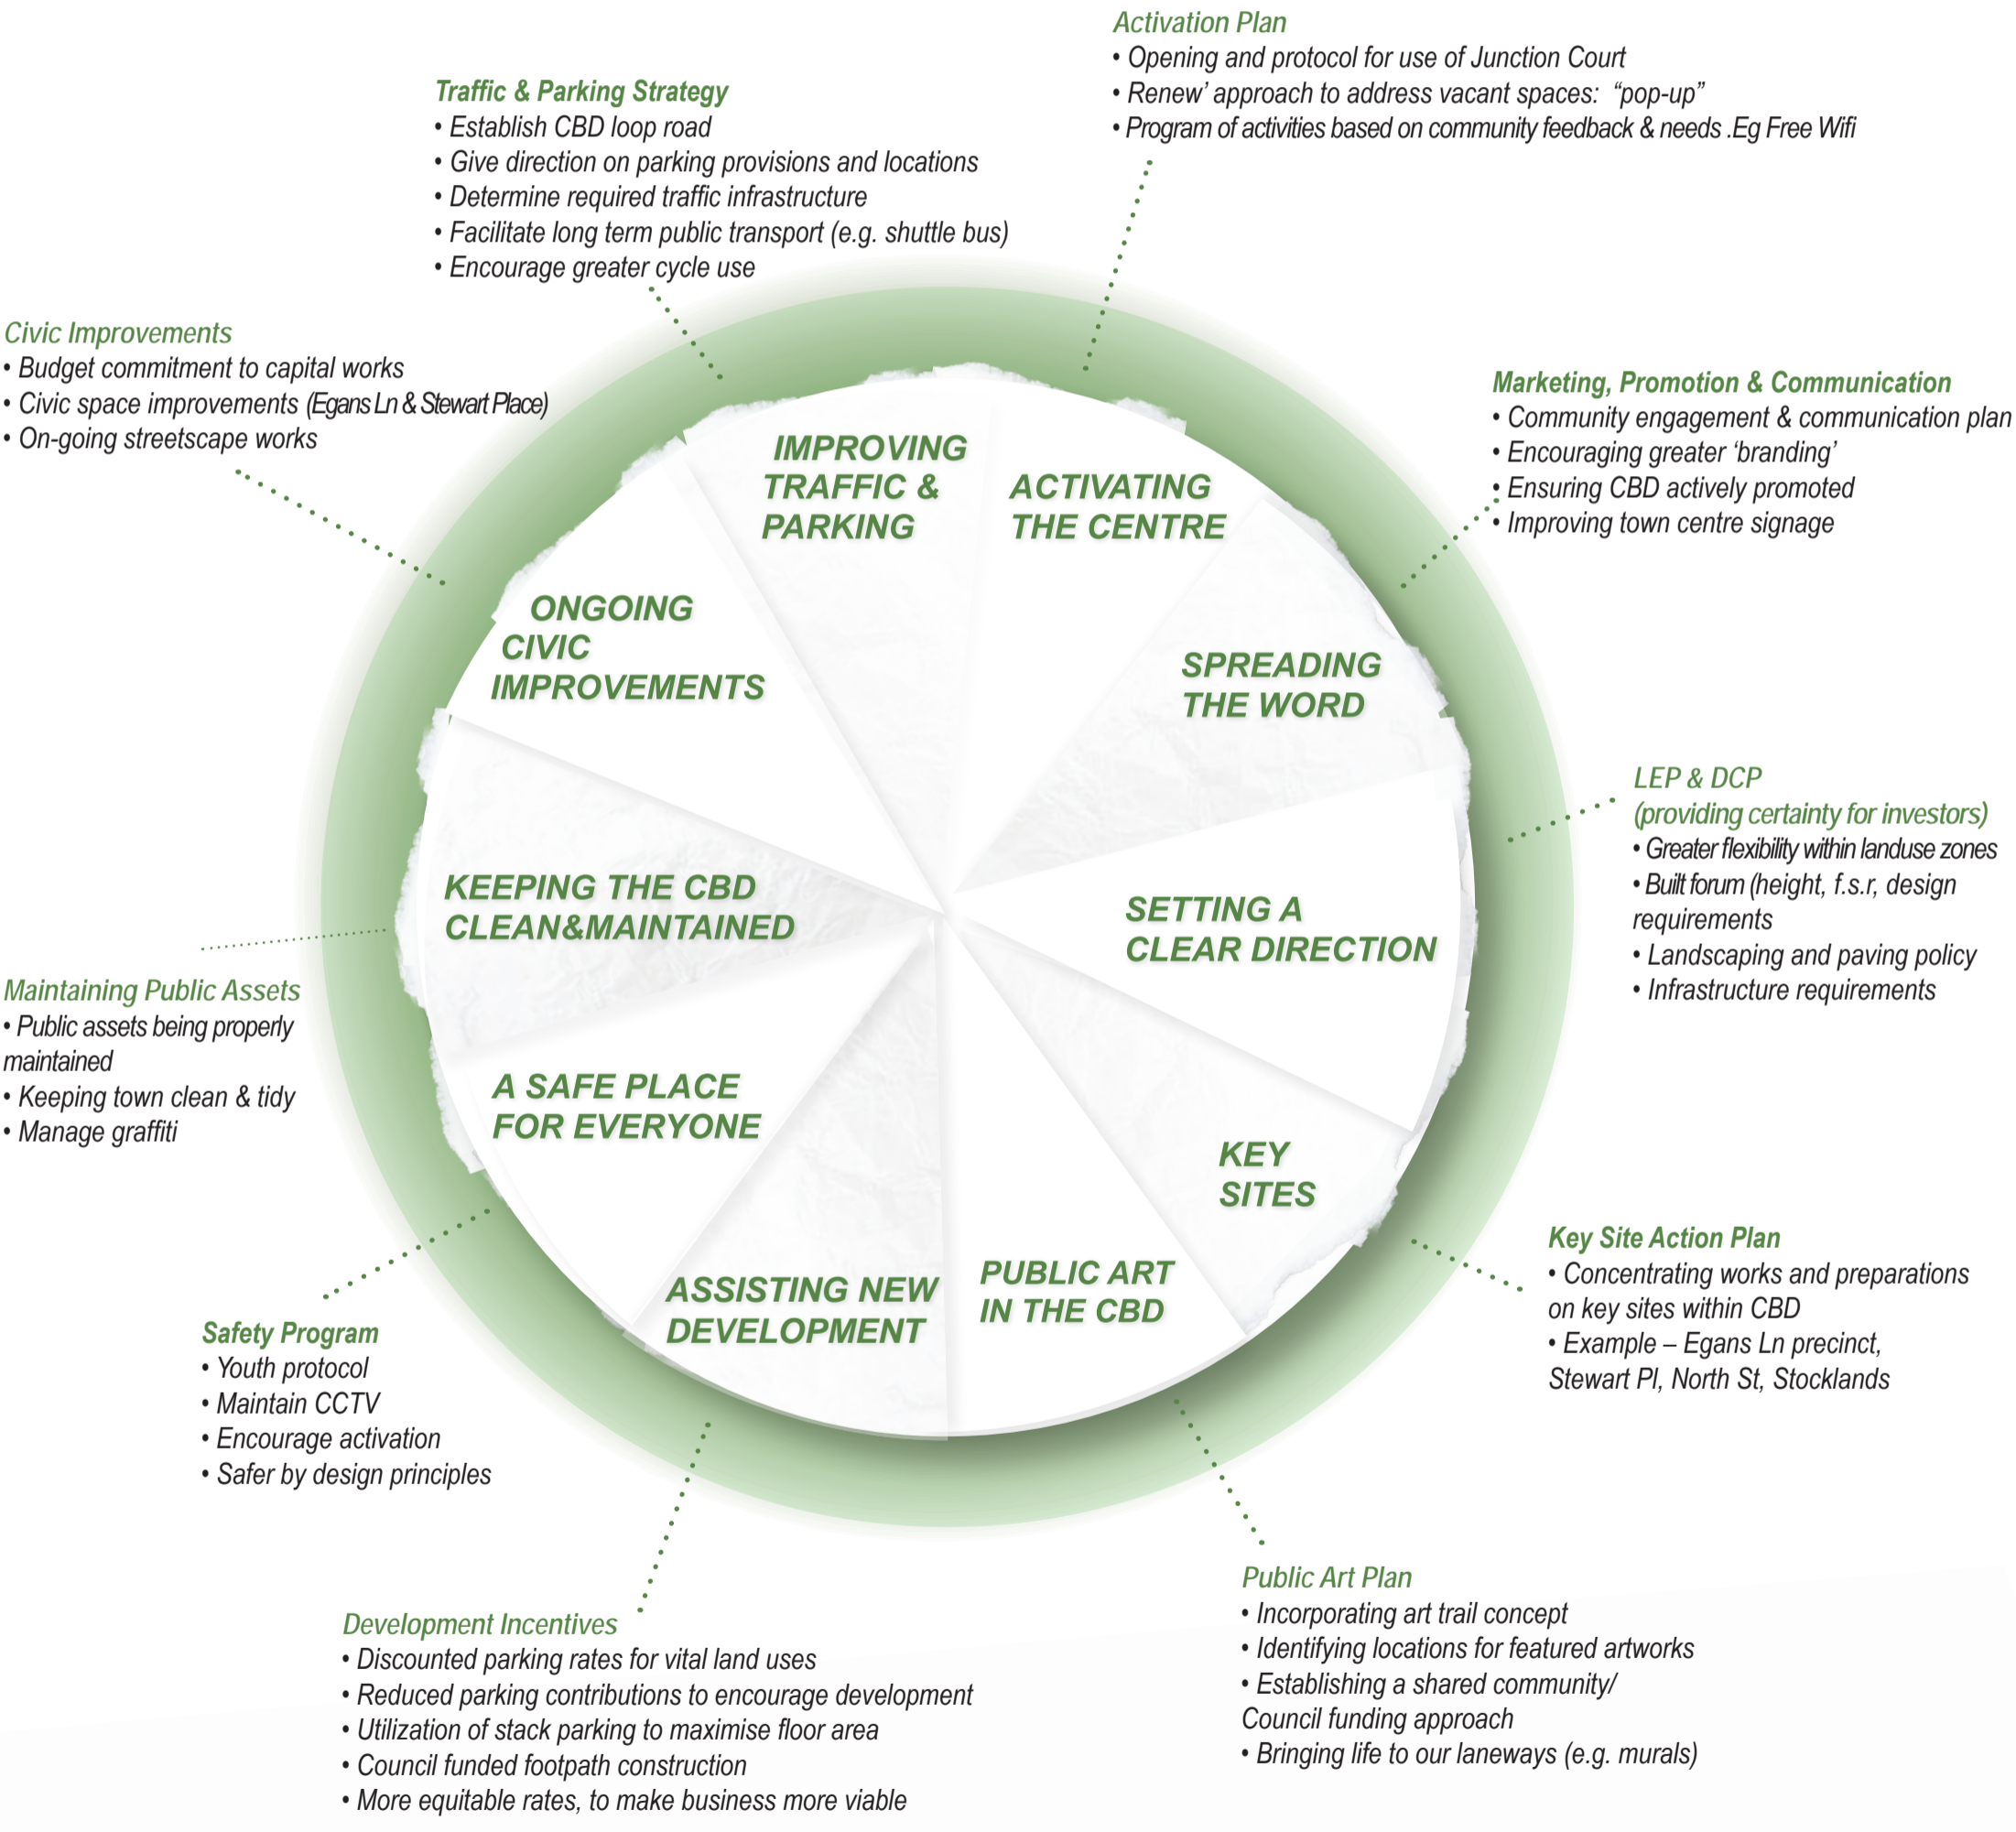 Activation Plan
• Opening and protocol for use of Junction Court
• Renew’ approach to address vacant spaces: “pop-up”
• Program of activities based on community feedback & needs .Eg Free Wifi
Traffic & Parking Strategy
• Establish CBD loop road
• Give direction on parking provisions and locations
• Determine required traffic infrastructure
• Facilitate long term public transport (e.g. shuttle bus)
• Encourage greater cycle use
Civic Improvements
• Budget commitment to capital works
• Civic space improvements (Egans Ln & Stewart Place)
• On-going streetscape works
Marketing, Promotion & Communication
• Community engagement & communication plan
• Encouraging greater ‘branding’
• Ensuring CBD actively promoted
• Improving town centre signage
IMPROVING
TRAFFIC &
PARKING
ACTIVATING
THE CENTRE
ONGOING
CIVIC
IMPROVEMENTS
SPREADING
THE WORD
LEP & DCP
(providing certainty for investors)
• Greater flexibility within landuse zones
• Built forum (height, f.s.r, design
requirements
• Landscaping and paving policy
• Infrastructure requirements
KEEPING THE CBD
CLEAN&MAINTAINED
SETTING A
CLEAR DIRECTION
Maintaining Public Assets
• Public assets being properly
maintained
• Keeping town clean & tidy
• Manage graffiti
A SAFE PLACE
FOR EVERYONE
KEY
SITES
ASSISTING NEW
DEVELOPMENT
PUBLIC ART
IN THE CBD
Key Site Action Plan
• Concentrating works and preparations
on key sites within CBD
• Example – Egans Ln precinct,
Stewart Pl, North St, Stocklands
Safety Program
• Youth protocol
• Maintain CCTV
• Encourage activation
• Safer by design principles
Public Art Plan
• Incorporating art trail concept
• Identifying locations for featured artworks
• Establishing a shared community/
Council funding approach
• Bringing life to our laneways (e.g. murals)
Development Incentives
• Discounted parking rates for vital land uses
• Reduced parking contributions to encourage development
• Utilization of stack parking to maximise floor area
• Council funded footpath construction
• More equitable rates, to make business more viable